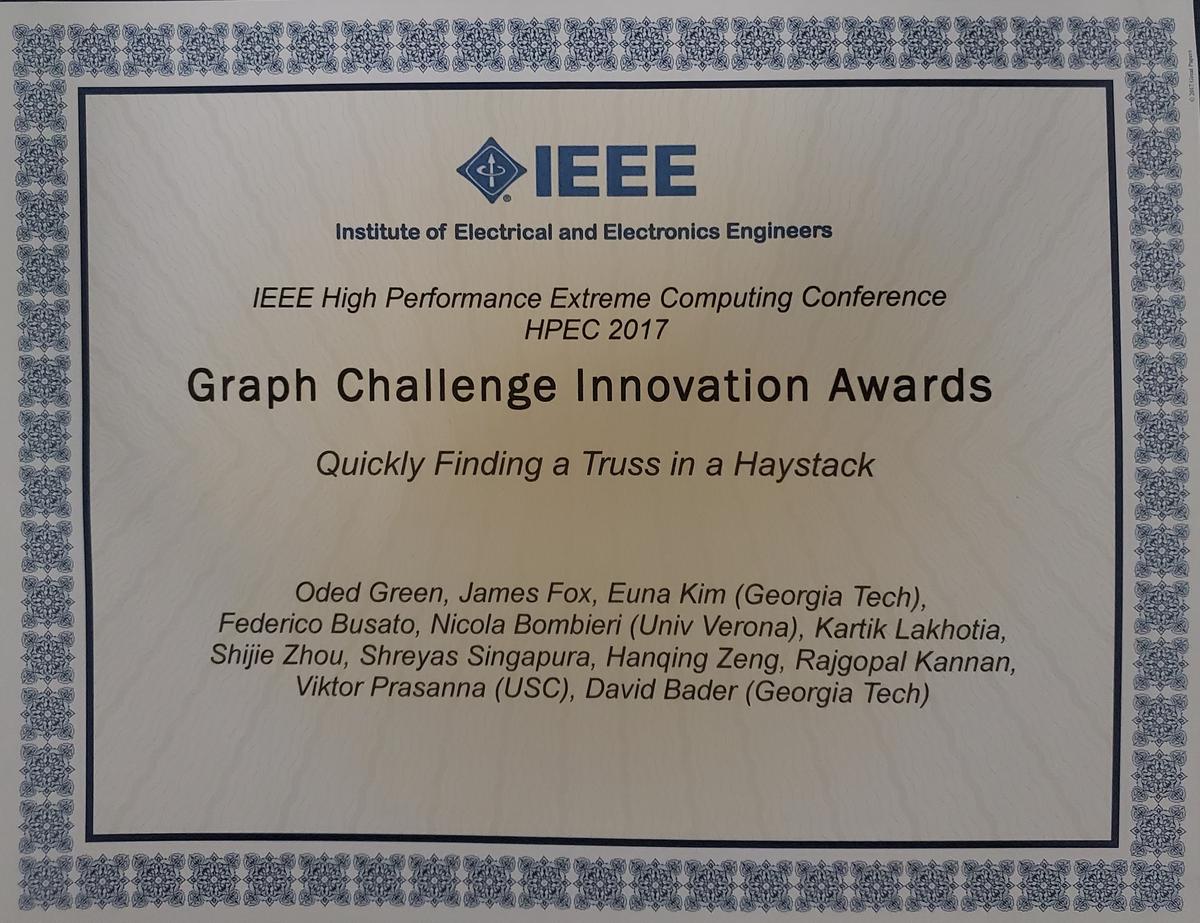 IEEE
Institute of Electrical and Electronics Engineers
IEEE High Performance Extreme Computing Conference
HPEC 2017
Graph Challenge Innovation Awards
Quickly Finding a Truss in a Haystack
Oded Green, James Fox, Euna Kim (Georgia Tech),
Federico Busato, Nicola Bombieri (Univ Verona), Kartik Lakhotia,
Shijie Zhou, Shreyas Singapura, Hanqing Zeng, Rajgopal Kannan,
Viktor Prasanna (USC), David Bader (Georgia Tech)